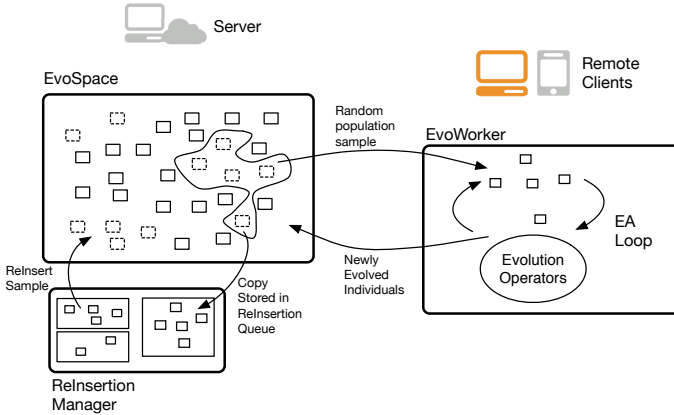 Server
Remote
Clients
EvoSpace
Random
population
sample
EvoWorker
EA
Loop
Evolution
Operators
Newly
Evolved
Individuals
ReInsert
Sample
Copy
Stored in
ReInsertion
Queue
ReInsertion
Manager